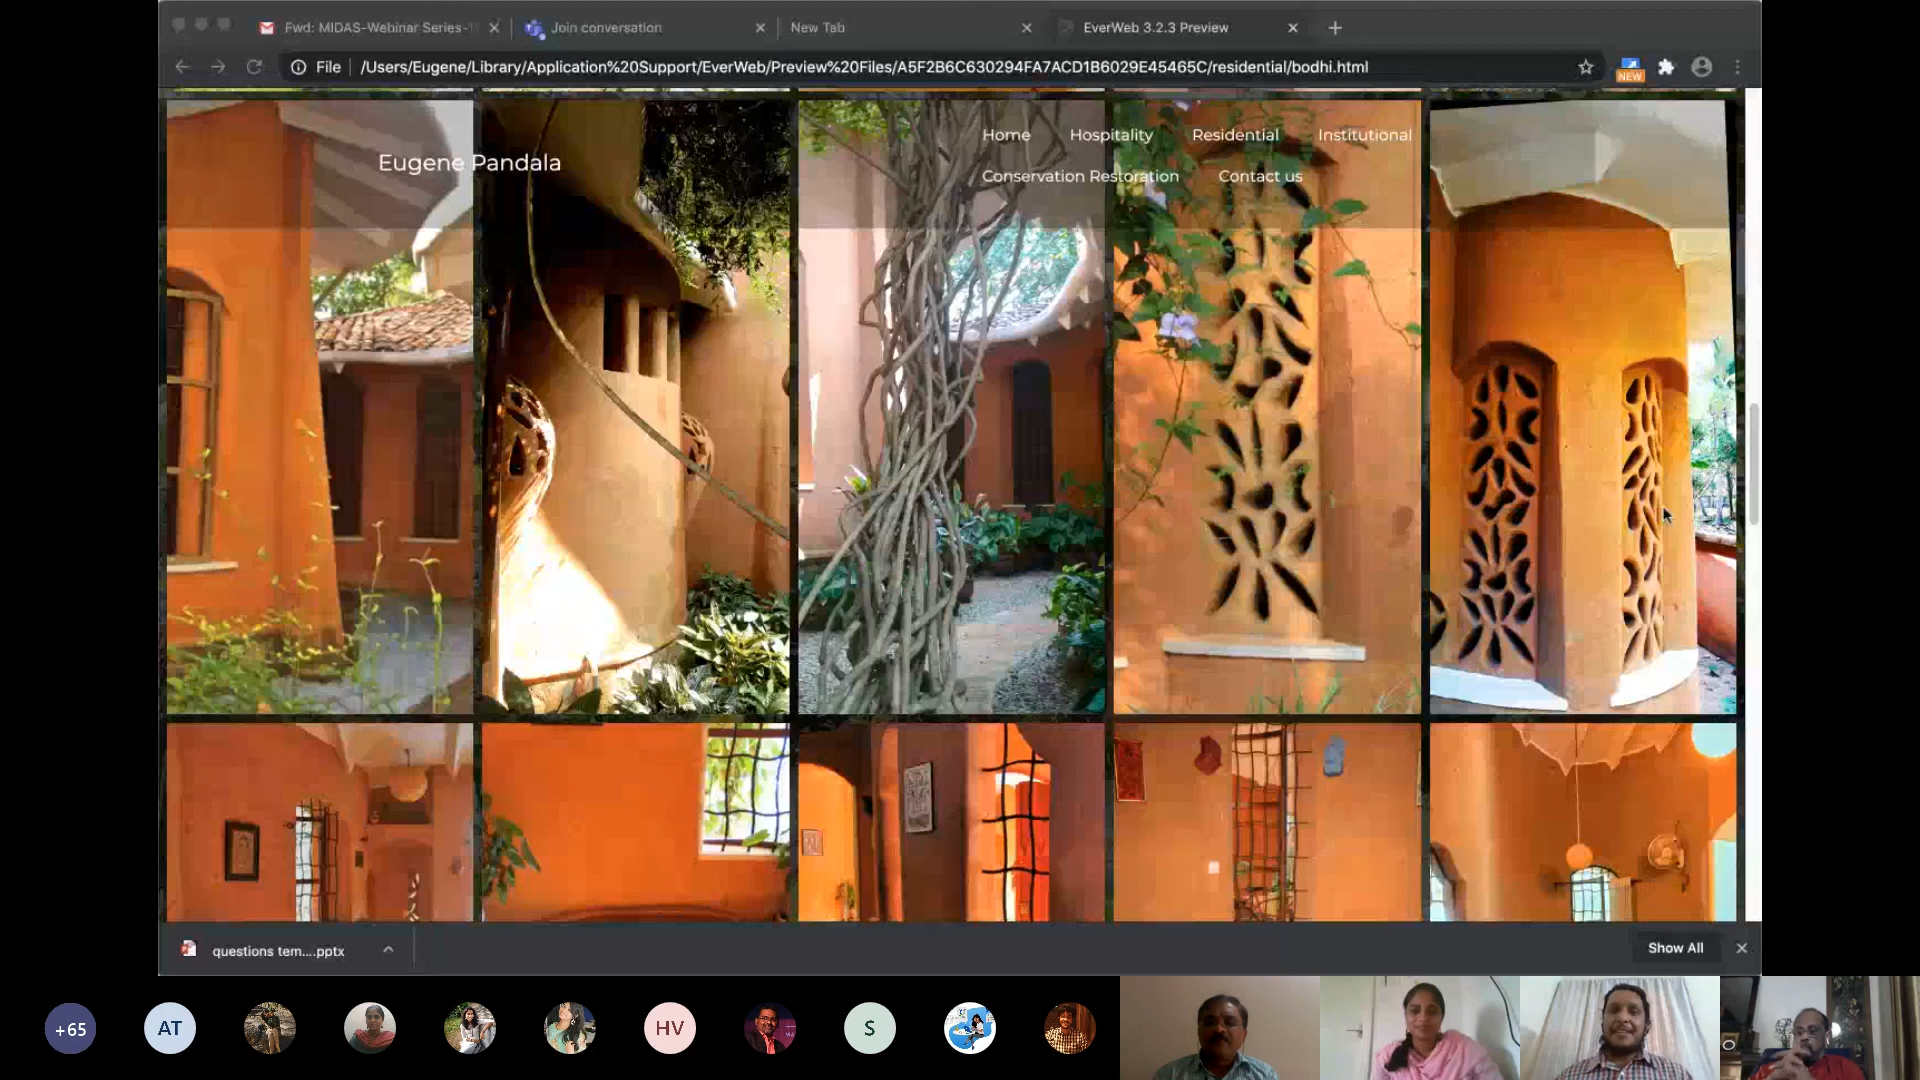 Fwd: MIDAS-Webinar Series-1
Join conversation
New Tab
EverWeb 3.2.3 Preview
File
/Users/Eugene/Library/Application%20Support/EverWeb/Preview%20Files/A5F2B6C630294FA7ACD1B6029E45465C/residential/bodhi.html
NEW
Eugene Pandala
Home Hospitality Residential Institutional
Conservation Restoration Contact us
questions tem....pptx
Show All
+65
AT
HV
S